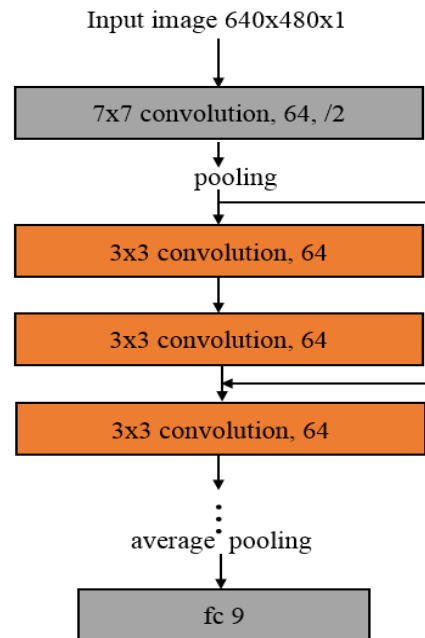 Input image 640x480x1
7x7 convolution, 64, /2
pooling
3x3 convolution, 64
3x3 convolution, 64
3x3 convolution, 64
average pooling
fc 9